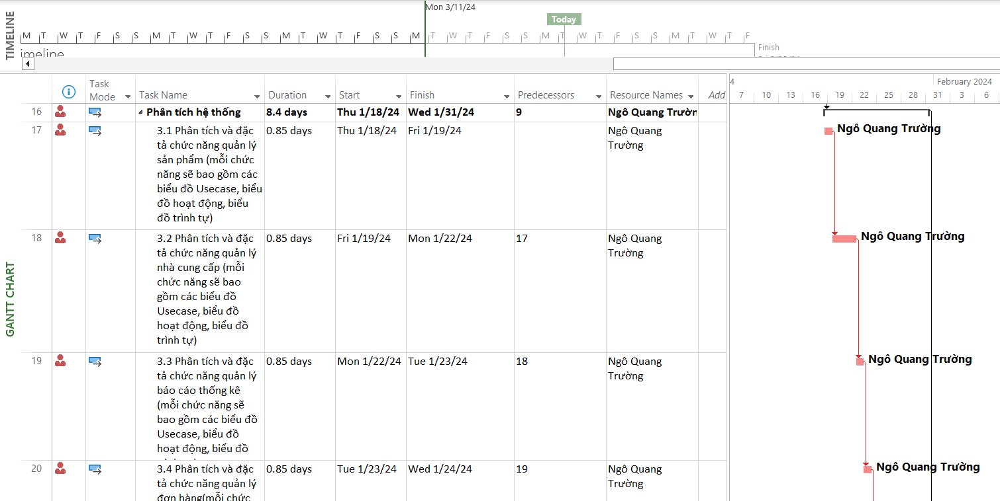 Mon 3/11/24
Today
TIMELINE
M T W T F S S M T W T F S S M T W T F S S M T W T F S S M T W T F S S M T W T F
Timeline
Finish
Task Mode Task Name Duration Start Finish Predecessors Resource Names Add
4 February 2024
7 10 13 16 19 22 25 28 31 3 6
GANTT CHART
16 Phân tích hệ thống 8.4 days Thu 1/18/24 Wed 1/31/24 9 Ngô Quang Trườn
17 3.1 Phân tích và đặc 0.85 days Thu 1/18/24 Fri 1/19/24 Ngô Quang Ngô Quang Trường
tả chức năng quản lý Trường
sản phẩm (mỗi chức
năng sẽ bao gồm các
biểu đồ Usecase, biểu
đồ hoạt động, biểu
đồ trình tự)
18 3.2 Phân tích và đặc 0.85 days Fri 1/19/24 Mon 1/22/24 17 Ngô Quang Ngô Quang Trường
tả chức năng quản lý Trường
nhà cung cấp (mỗi
chức năng sẽ bao
gồm các biểu đồ
Usecase, biểu đồ
hoạt động, biểu đồ
trình tự)
19 3.3 Phân tích và đặc 0.85 days Mon 1/22/24 Tue 1/23/24 18 Ngô Quang Ngô Quang Trường
tả chức năng quản lý Trường
báo cáo thống kê
(mỗi chức năng sẽ
bao gồm các biểu đồ
Usecase, biểu đồ
hoạt động, biểu đồ
20 3.4 Phân tích và đặc 0.85 days Tue 1/23/24 Wed 1/24/24 19 Ngô Quang Ngô Quang Trường
tả chức năng quản lý Trường
đơn hàng(mỗi chức